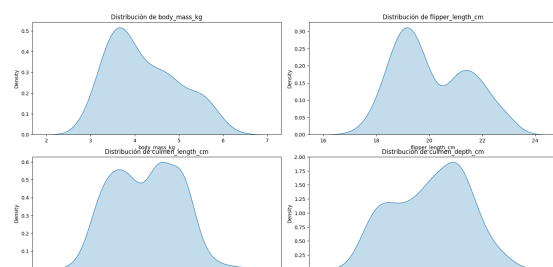 Distribución de body_mass_kg
Density
0.5
0.4
0.3
0.2
0.1
0.0
2 3 4 5 6 7
body_mass_kg
Distribución de flipper_length_cm
Density
0.30
0.25
0.20
0.15
0.10
0.05
0.00
16 18 20 22 24
flipper_length_cm
Distribución de culmen_length_cm
Density
0.6
0.5
0.4
0.3
0.2
0.1
Distribución de culmen_depth_cm
Density
2.00
1.75
1.50
1.25
1.00
0.75
0.50
0.25